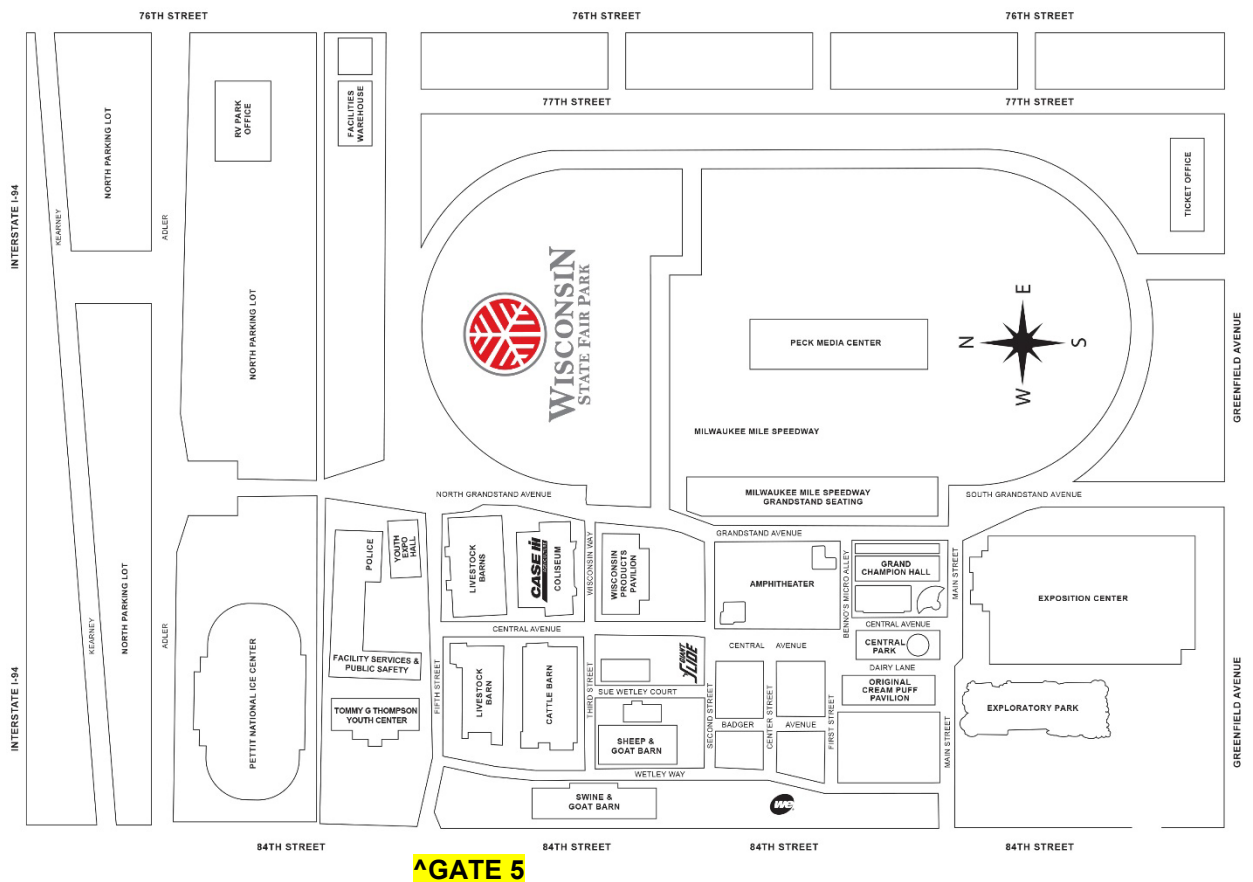 76TH STREET
76TH STREET
76TH STREET
77TH STREET
77TH STREET
INTERSTATE I-94
KEARNEY
NORTH PARKING LOT
ADLER
RV PARK
OFFICE
FACILITIES
WAREHOUSE
TICKET OFFICE
NORTH PARKING LOT
WISCONSIN
STATE FAIR PARK
PECK MEDIA CENTER
N
E
S
W
GREENFIELD AVENUE
MILWAUKEE MILE SPEEDWAY
NORTH GRANDSTAND AVENUE
MILWAUKEE MILE SPEEDWAY
GRANDSTAND SEATING
SOUTH GRANDSTAND AVENUE
GRANDSTAND AVENUE
INTERSTATE I-94
KEARNEY
NORTH PARKING LOT
ADLER
PETTIT NATIONAL ICE CENTER
POLICE
YOUTH
EXPO
HALL
FACILITY SERVICES &
PUBLIC SAFETY
TOMMY G THOMPSON
YOUTH CENTER
FIFTH STREET
LIVESTOCK
BARNS
CASE IH
COLISEUM
WISCONSIN WAY
WISCONSIN
PRODUCTS
PAVILION
AMPHITHEATER
BENNO'S MICRO ALLEY
GRAND
CHAMPION HALL
MAIN STREET
EXPOSITION CENTER
CENTRAL AVENUE
CENTRAL AVENUE
CENTRAL AVENUE
LIVESTOCK
BARN
CATTLE BARN
THIRD STREET
GIANT
SLIDE
SUE WETLEY COURT
SHEEP &
GOAT BARN
SECOND STREET
BADGER AVENUE
CENTER STREET
FIRST STREET
CENTRAL
PARK
DAIRY LANE
ORIGINAL
CREAM PUFF
PAVILION
MAIN STREET
EXPLORATORY PARK
GREENFIELD AVENUE
WETLEY WAY
SWINE &
GOAT BARN
we
84TH STREET
84TH STREET
84TH STREET
84TH STREET
^GATE 5